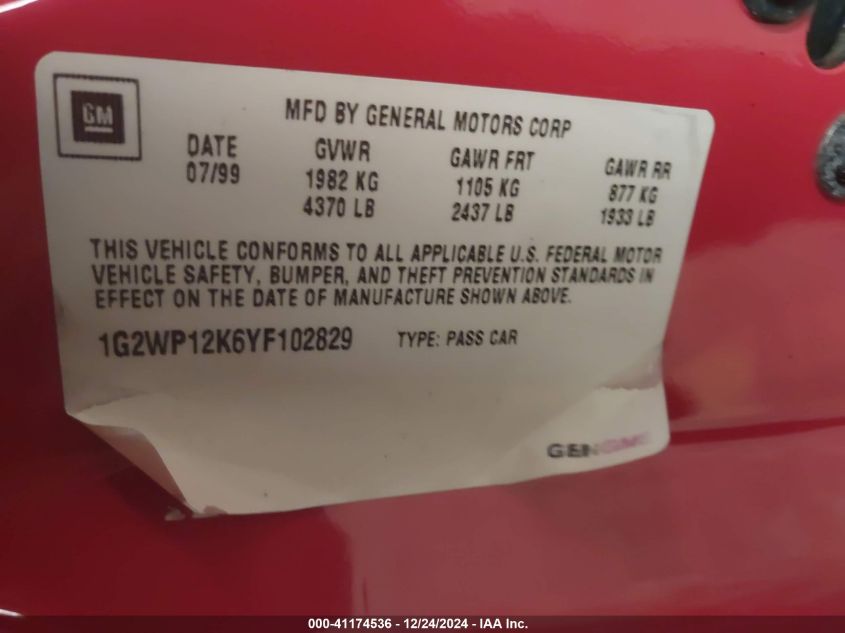 GM
MFD BY GENERAL MOTORS CORP
DATE GVWR GAWR FRT GAWR RR
07/99 1982 KG 1105 KG 877 KG
4370 LB 2437 LB 1933 LB
THIS VEHICLE CONFORMS TO ALL APPLICABLE U.S. FEDERAL MOTOR
VEHICLE SAFETY, BUMPER, AND THEFT PREVENTION STANDARDS IN
EFFECT ON THE DATE OF MANUFACTURE SHOWN ABOVE.
1G2WP12K6YF102829 TYPE: PASS CAR
GENUINE
000-41174536 - 12/24/2024 - IAA Inc.